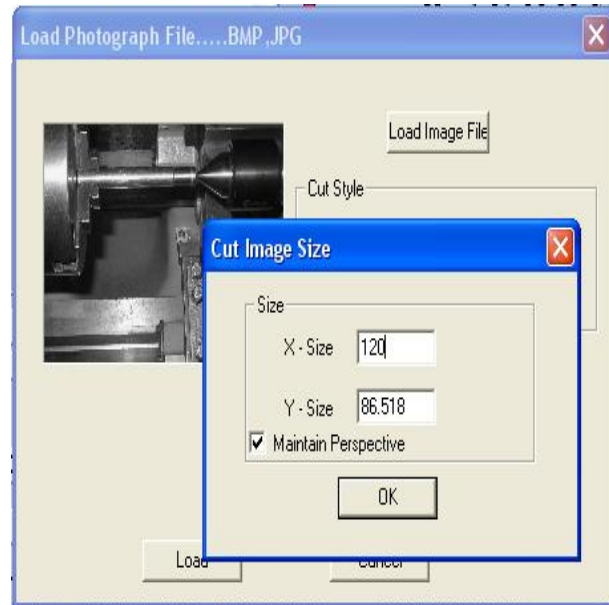 Load Photograph File.....BMP,JPG
Load Image File
Cut Style
Cut Image Size
Size
X - Size 120
Y - Size 86.518
Maintain Perspective
OK
Load
Cancel